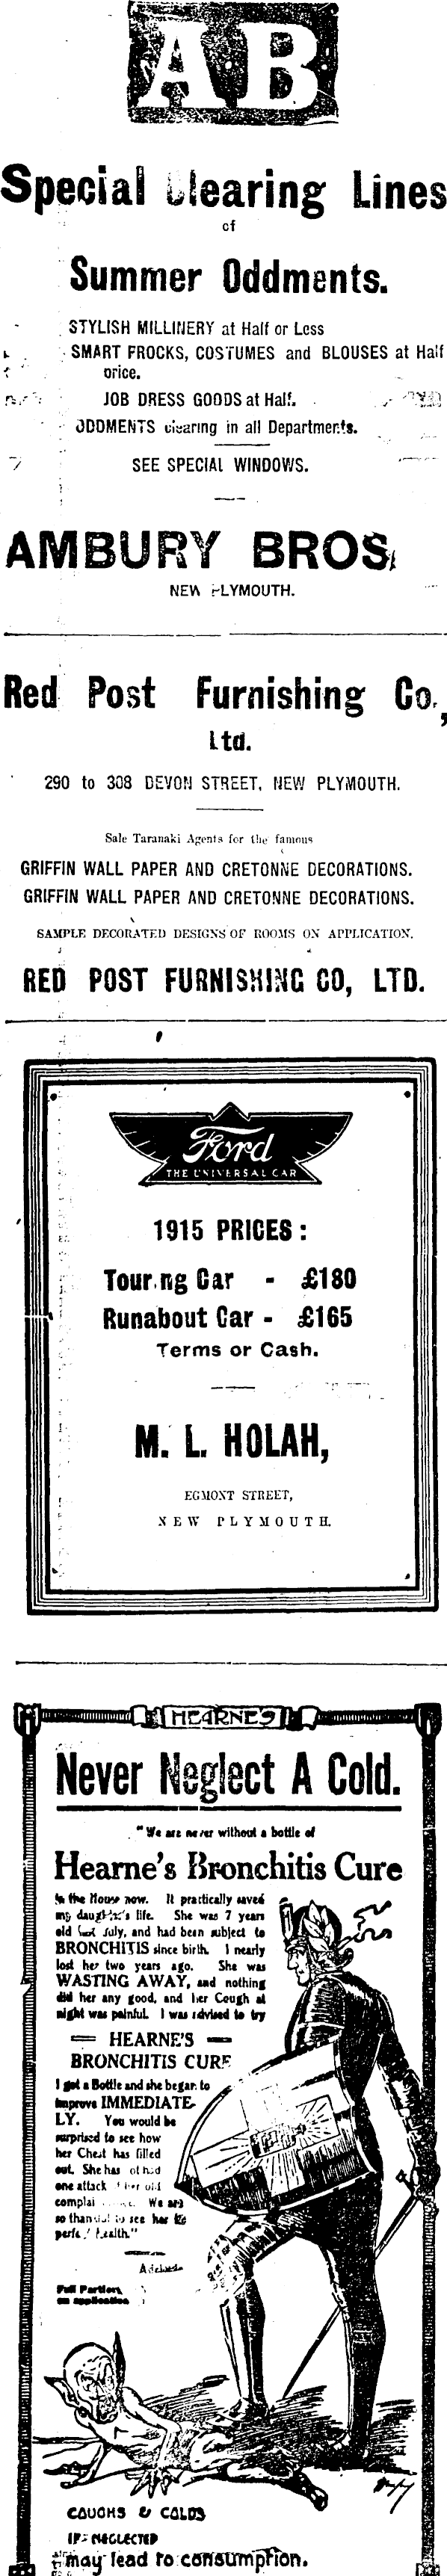 A.B
Special Clearing Lines
of
Summer Oddments.
STYLISH MILLINERY at Half or Less
SMART FROCKS, COSTUMES and BLOUSES at Half
price.
JOB DRESS GOODS at Half.
ODDMENTS clearing in all Departments.
SEE SPECIAL WINDOWS.
AMBURY BROS,
NEW PLYMOUTH.
Red Post Furnishing Co.,
Ltd.
290 to 308 DEVON STREET, NEW PLYMOUTH.
Sale Taranaki Agents for the famous
GRIFFIN WALL PAPER AND CRETONNE DECORATIONS.
GRIFFIN WALL PAPER AND CRETONNE DECORATIONS.
SAMPLE DECORATED DESIGNS OF ROOMS ON APPLICATION.
RED POST FURNISHING CO, LTD.
Ford
THE UNIVERSAL CAR
1915 PRICES:
Touring Car - £180
Runabout Car - £165
Terms or Cash.
M. L. HOLAH,
EGMONT STREET,
NEW PLYMOUTH.
HEARNE'S
Never Neglect A Cold.
"We are never without a bottle of
Hearne's Bronchitis Cure
in the House now. It practically saved
my daughter's life. She was 7 years
old last July, and had been subject to
BRONCHITIS since birth. I nearly
lost her two years ago. She was
WASTING AWAY, and nothing
did her any good, and her Cough at
night was painful. I was advised to try
HEARNE'S
BRONCHITIS CURE
I got a Bottle and she began to
improve IMMEDIATE-
LY. You would be
surprised to see how
her Chest has filled
out. She has not had
one attack of her old
complaint. We are
so thankful to see her in
perfect health."
Adelaide
Full Particulars
on application
COUGHS & COLDS
IF NEGLECTED
may lead to consumption.